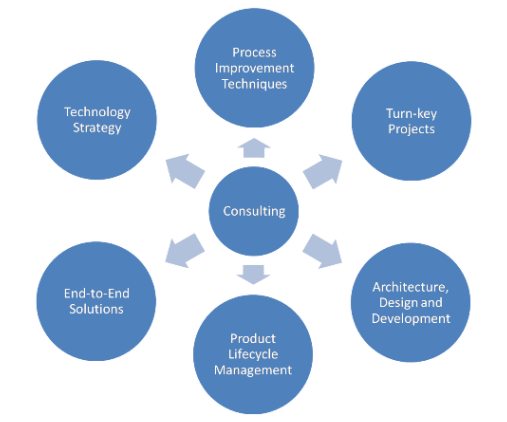 Process
Improvement
Techniques
Technology
Strategy
Turn-key
Projects
Consulting
End-to-End
Solutions
Architecture,
Design and
Development
Product
Lifecycle
Management